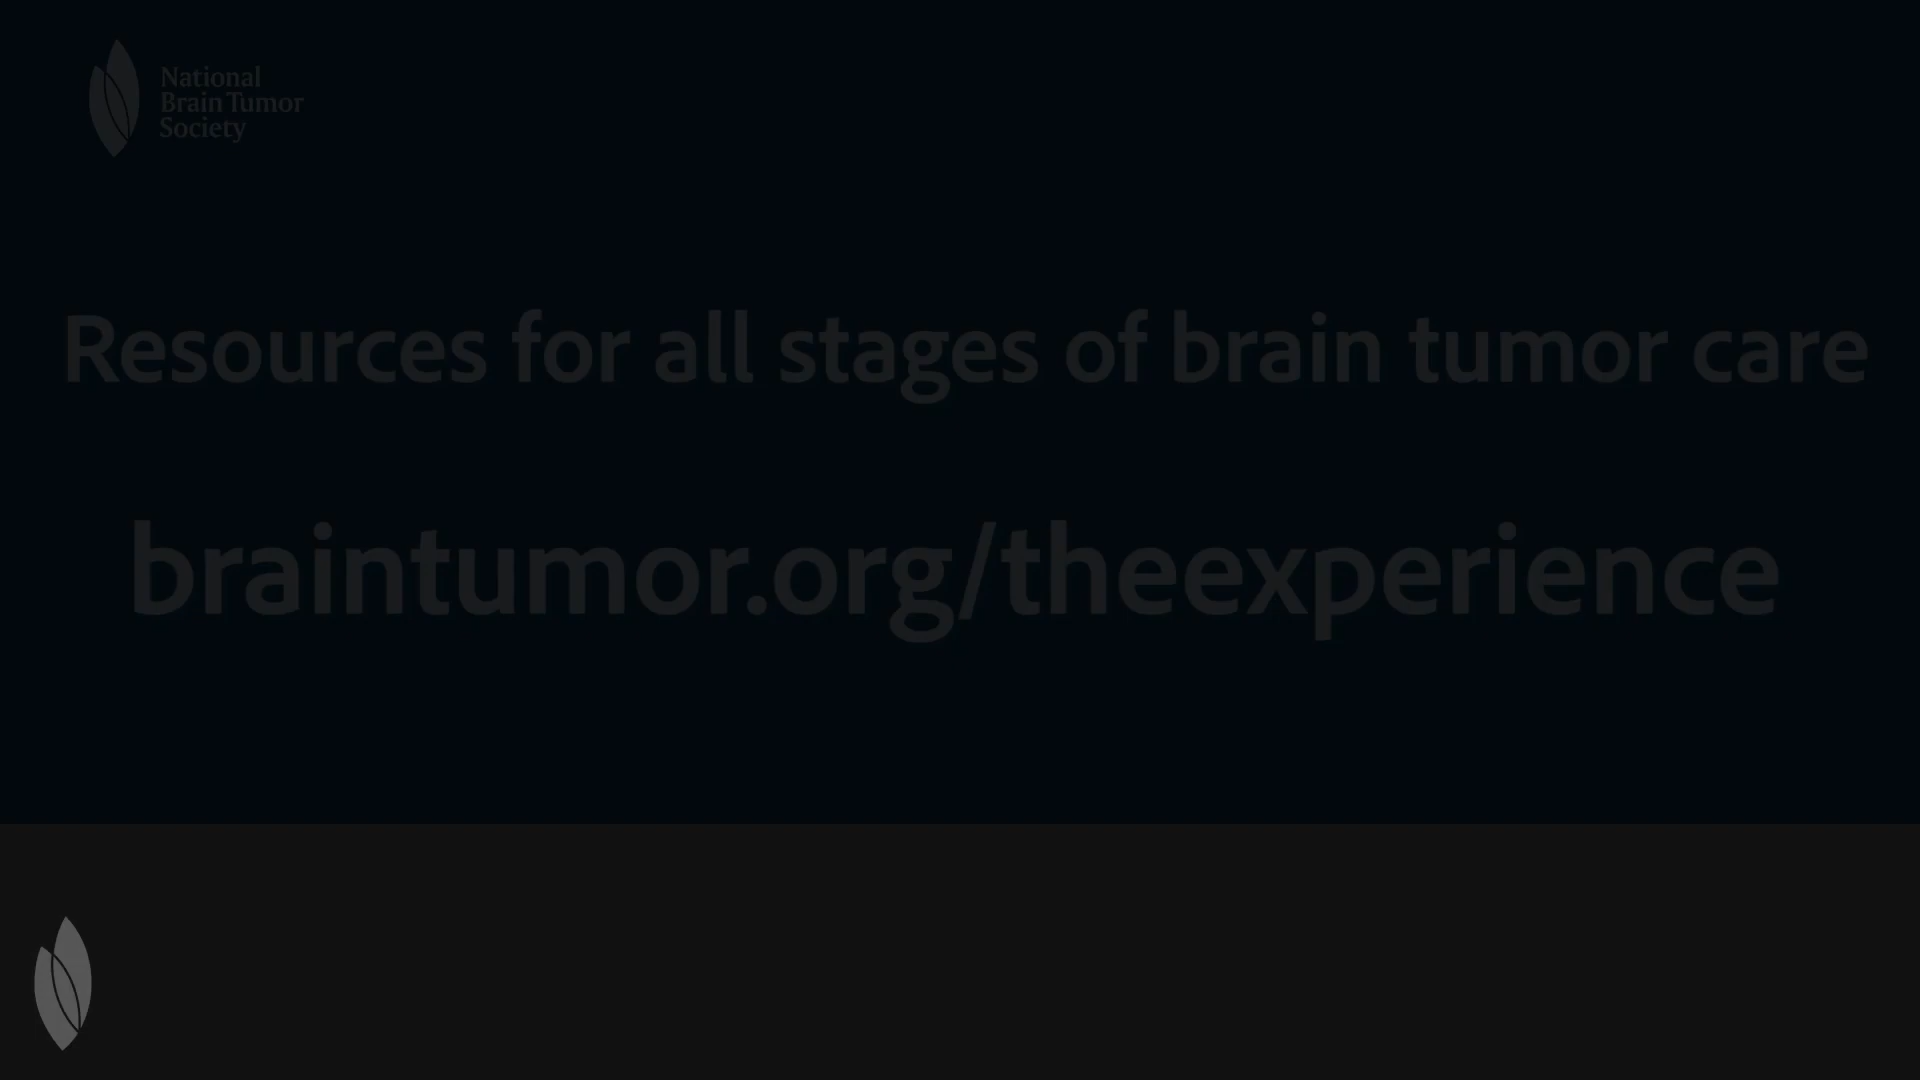 National
Brain Tumor
Society
Resources for all stages of brain tumor care
braintumor.org/theexperience